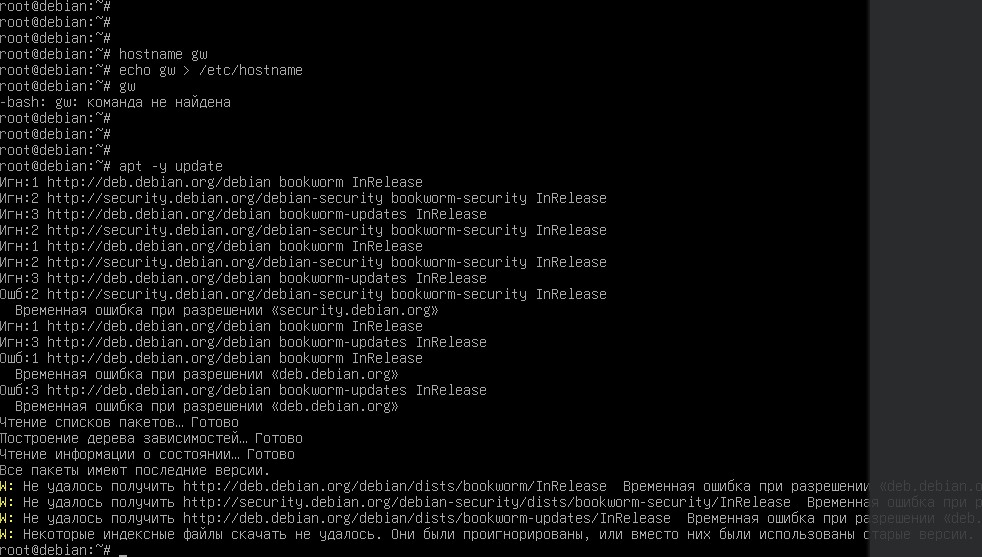 root@debian:~#
root@debian:~#
root@debian:~#
root@debian:~# hostname gw
root@debian:~# echo gw > /etc/hostname
root@debian:~# gw
-bash: gw: команда не найдена
root@debian:~#
root@debian:~#
root@debian:~#
root@debian:~# apt -y update
Игн:1 http://deb.debian.org/debian bookworm InRelease
Игн:2 http://security.debian.org/debian-security bookworm-security InRelease
Игн:3 http://deb.debian.org/debian bookworm-updates InRelease
Игн:2 http://security.debian.org/debian-security bookworm-security InRelease
Игн:1 http://deb.debian.org/debian bookworm InRelease
Игн:2 http://security.debian.org/debian-security bookworm-security InRelease
Игн:3 http://deb.debian.org/debian bookworm-updates InRelease
Ошб:2 http://security.debian.org/debian-security bookworm-security InRelease
Временная ошибка при разрешении «security.debian.org»
Игн:1 http://deb.debian.org/debian bookworm InRelease
Игн:3 http://deb.debian.org/debian bookworm-updates InRelease
Ошб:1 http://deb.debian.org/debian bookworm InRelease
Временная ошибка при разрешении «deb.debian.org»
Ошб:3 http://deb.debian.org/debian bookworm-updates InRelease
Временная ошибка при разрешении «deb.debian.org»
Чтение списков пакетов… Готово
Построение дерева зависимостей… Готово
Чтение информации о состоянии… Готово
Все пакеты имеют последние версии.
W: Не удалось получить http://deb.debian.org/debian/dists/bookworm/InRelease Временная ошибка при разрешении «deb.debian.o
W: Не удалось получить http://security.debian.org/debian-security/dists/bookworm-security/InRelease Временная ошибка при р
W: Не удалось получить http://deb.debian.org/debian/dists/bookworm-updates/InRelease Временная ошибка при разрешении «deb.
W: Некоторые индексные файлы скачать не удалось. Они были проигнорированы, или вместо них были использованы старые версии.
root@debian:~# _